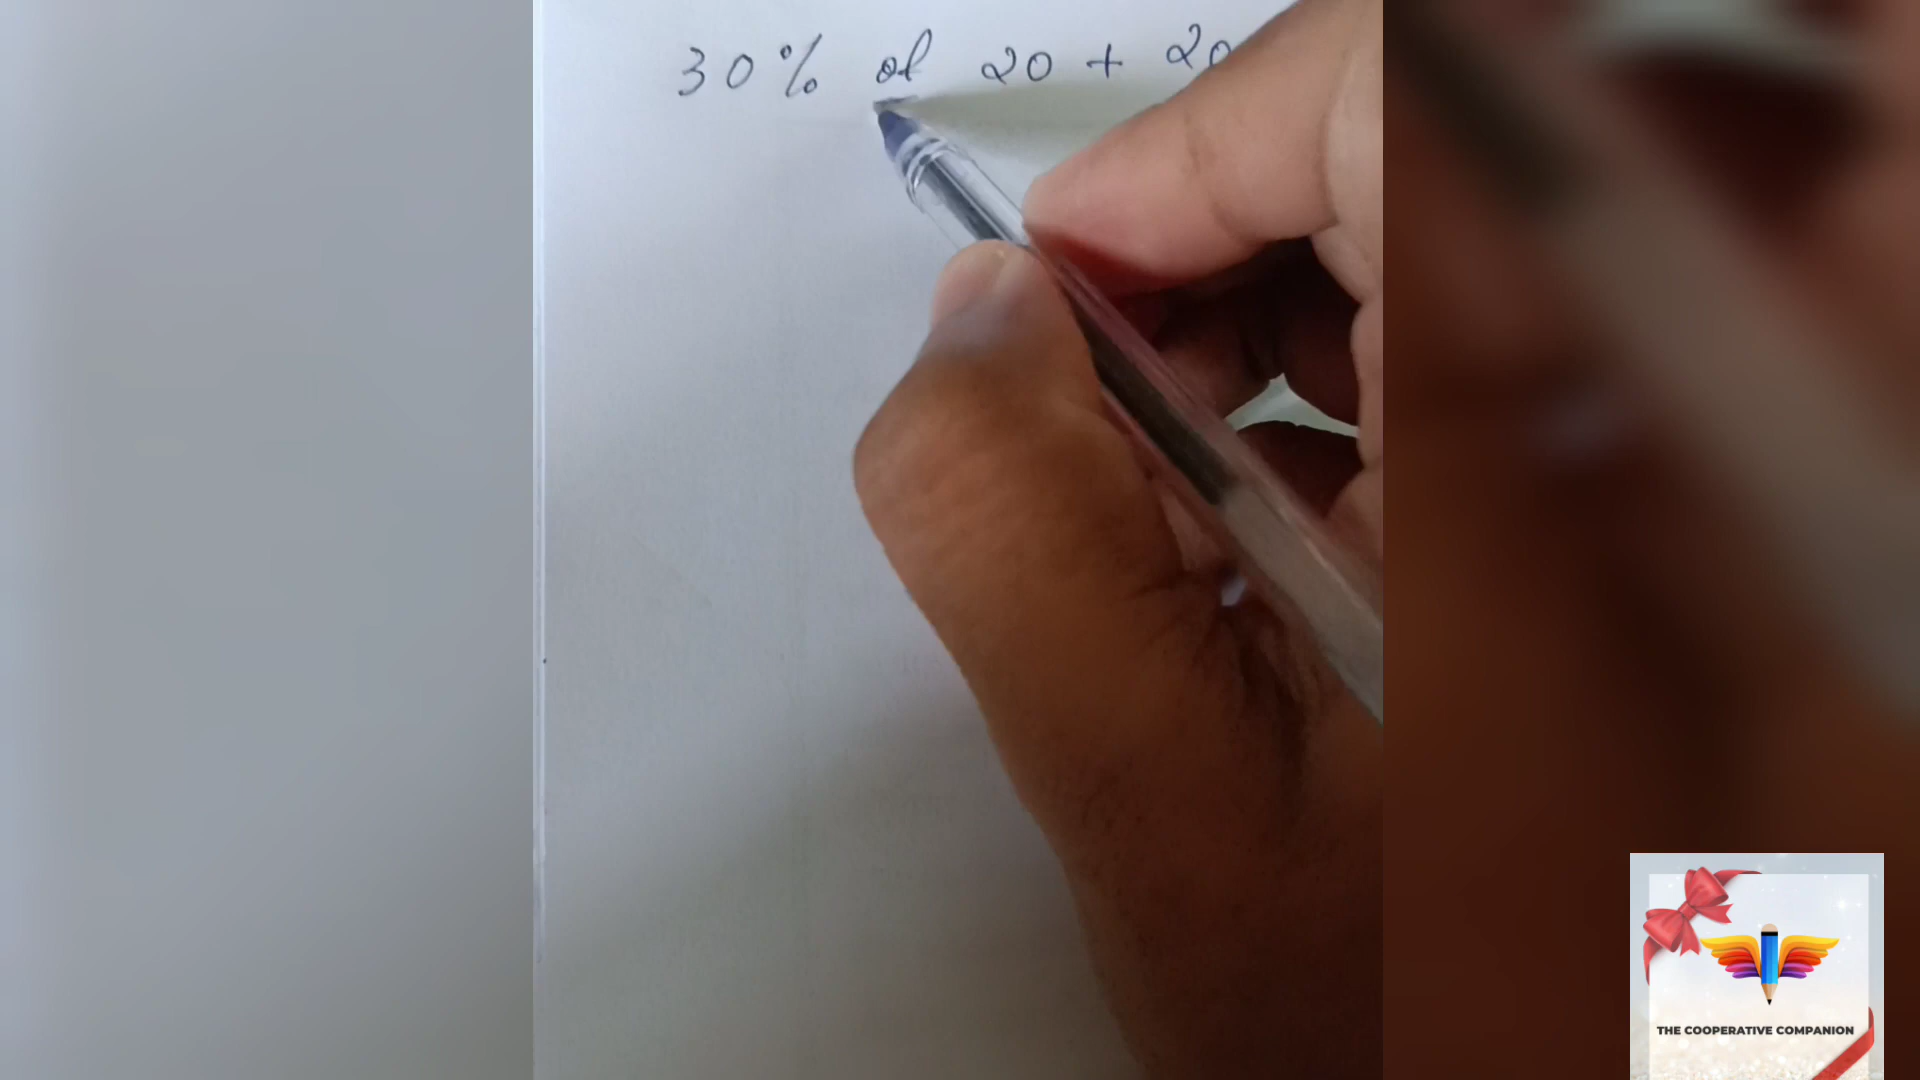 30% of 20 + 20
THE COOPERATIVE COMPANION